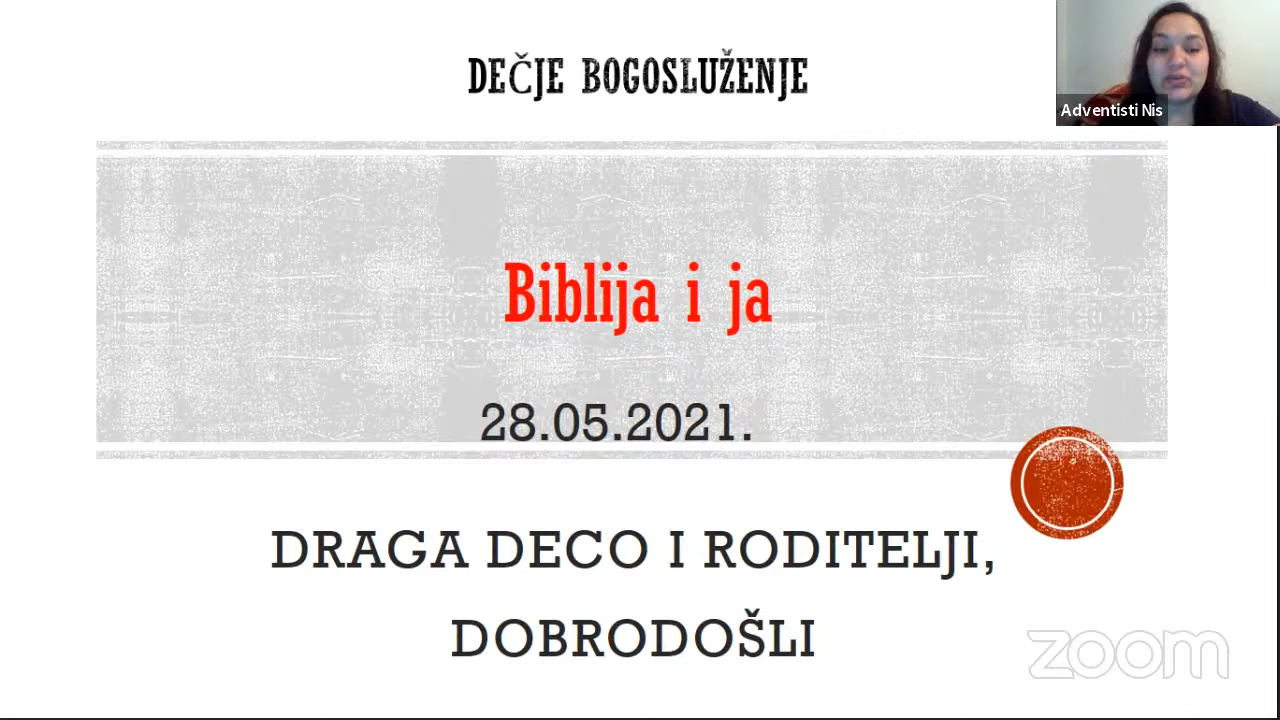 DEČJE BOGOSLUŽENJE
Adventisti Nis
Biblija i ja
28.05.2021.
DRAGA DECO I RODITELJI,
DOBRODOŠLI
zoom